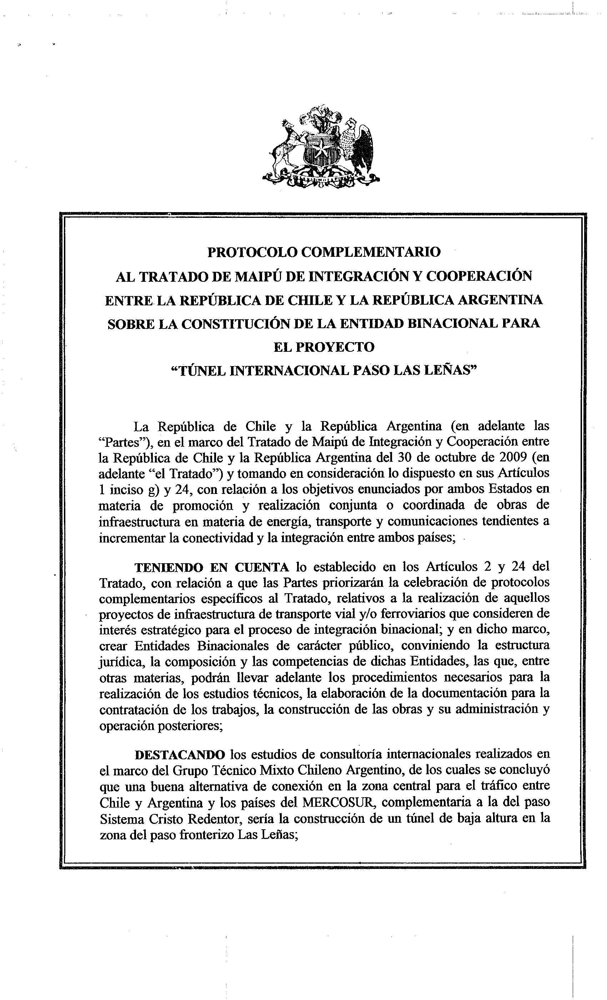 PROTOCOLO COMPLEMENTARIO
AL TRATADO DE MAIPÚ DE INTEGRACIÓN Y COOPERACIÓN
ENTRE LA REPÚBLICA DE CHILE Y LA REPÚBLICA ARGENTINA
SOBRE LA CONSTITUCIÓN DE LA ENTIDAD BINACIONAL PARA
EL PROYECTO
“TÚNEL INTERNACIONAL PASO LAS LEÑAS”
La República de Chile y la República Argentina (en adelante las
“Partes”), en el marco del Tratado de Maipú de Integración y Cooperación entre
la República de Chile y la República Argentina del 30 de octubre de 2009 (en
adelante “el Tratado”) y tomando en consideración lo dispuesto en sus Artículos
1 inciso g) y 24, con relación a los objetivos enunciados por ambos Estados en
materia de promoción y realización conjunta o coordinada de obras de
infraestructura en materia de energía, transporte y comunicaciones tendientes a
incrementar la conectividad y la integración entre ambos países;
TENIENDO EN CUENTA lo establecido en los Artículos 2 y 24 del
Tratado, con relación a que las Partes priorizarán la celebración de protocolos
complementarios específicos al Tratado, relativos a la realización de aquellos
proyectos de infraestructura de transporte vial y/o ferroviarios que consideren de
interés estratégico para el proceso de integración binacional; y en dicho marco,
crear Entidades Binacionales de carácter público, conviniendo la estructura
jurídica, la composición y las competencias de dichas Entidades, las que, entre
otras materias, podrán llevar adelante los procedimientos necesarios para la
realización de los estudios técnicos, la elaboración de la documentación para la
contratación de los trabajos, la construcción de las obras y su administración y
operación posteriores;
DESTACANDO los estudios de consultoría internacionales realizados en
el marco del Grupo Técnico Mixto Chileno Argentino, de los cuales se concluyó
que una buena alternativa de conexión en la zona central para el tráfico entre
Chile y Argentina y los países del MERCOSUR, complementaria a la del paso
Sistema Cristo Redentor, sería la construcción de un túnel de baja altura en la
zona del paso fronterizo Las Leñas;